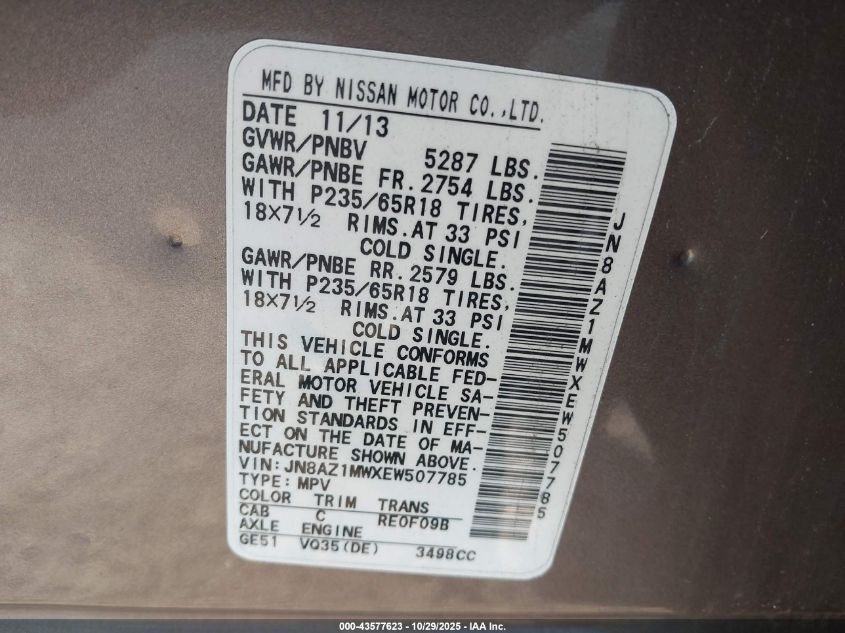 MFD BY NISSAN MOTOR CO.,LTD.
DATE 11/13
GVWR/PNBV 5287 LBS.
GAWR/PNBE FR. 2754 LBS.
WITH P235/65R18 TIRES,
18×7½ RIMS.AT 33 PSI
COLD SINGLE.
GAWR/PNBE RR. 2579 LBS.
WITH P235/65R18 TIRES,
18×7½ RIMS.AT 33 PSI
COLD SINGLE.
THIS VEHICLE CONFORMS
TO ALL APPLICABLE FED-
ERAL MOTOR VEHICLE SA-
FETY AND THEFT PREVEN-
TION STANDARDS IN EFF-
ECT ON THE DATE OF MA-
NUFACTURE SHOWN ABOVE.
VIN:JN8AZ1MWXEW507785
TYPE:MPV
COLOR TRIM TRANS
CAB C RE0F09B
AXLE ENGINE
GE51 VQ35(DE) 3498CC
JN8AZ1MWXEW507785
000-43577623 - 10/29/2025 - IAA Inc.